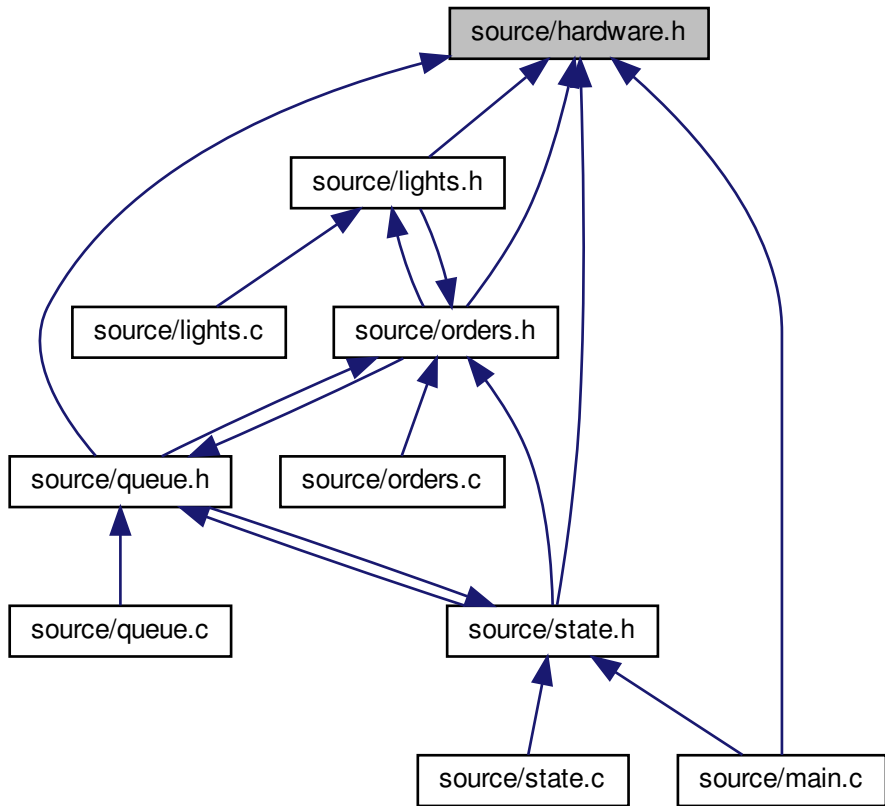 source/hardware.h
source/lights.h
source/lights.c
source/orders.h
source/queue.h
source/orders.c
source/queue.c
source/state.h
source/state.c
source/main.c